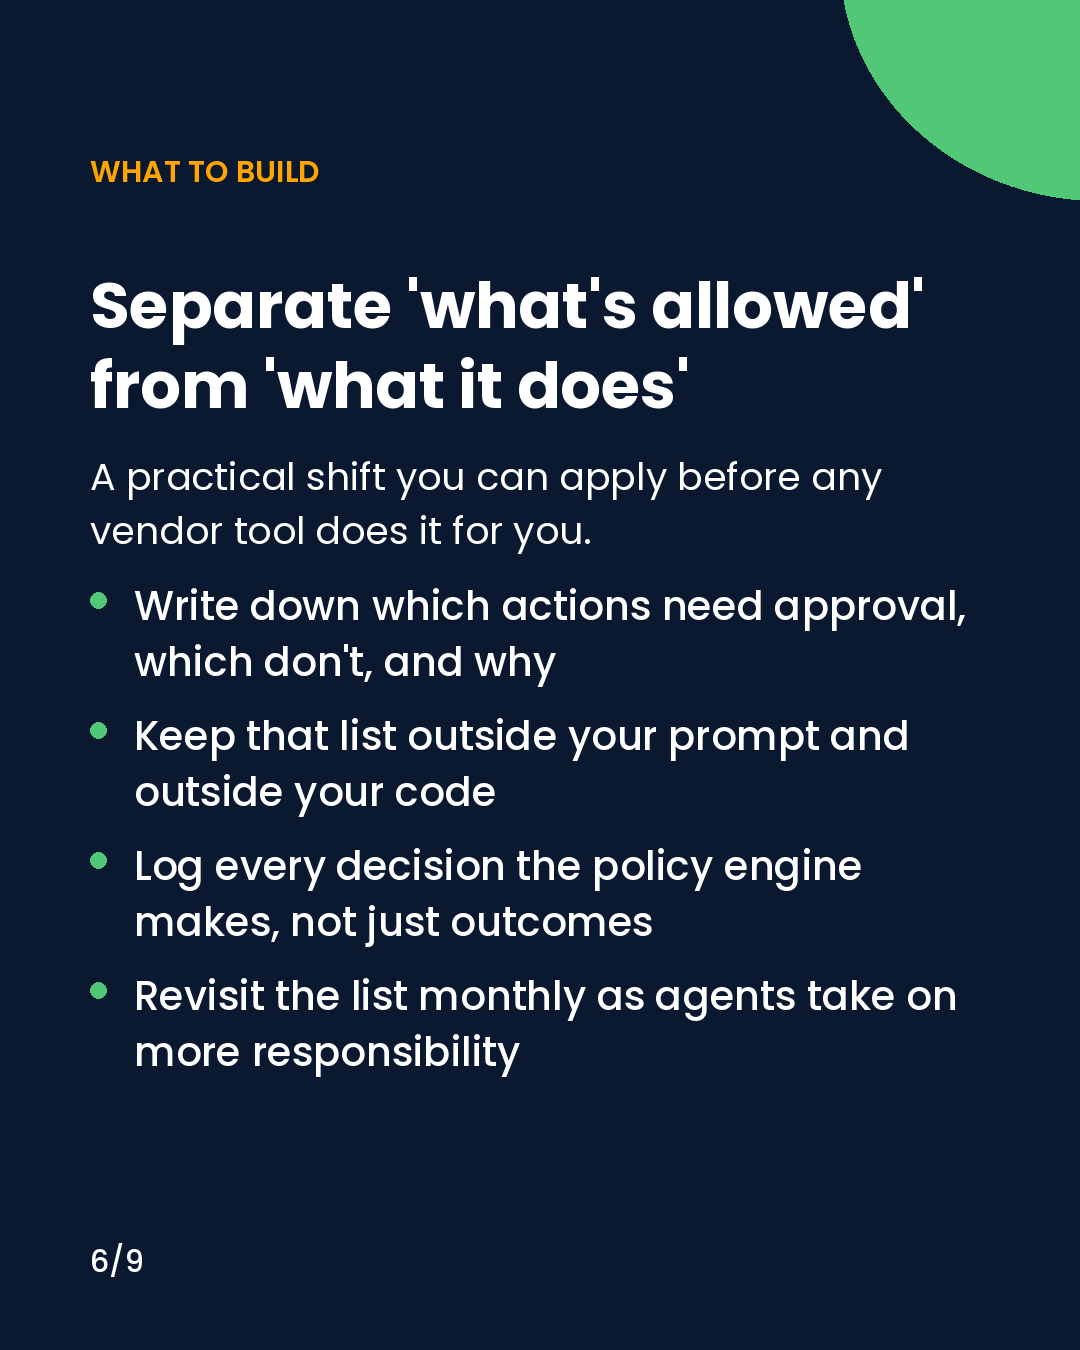 WHAT TO BUILD
Separate 'what's allowed'
from 'what it does'
A practical shift you can apply before any
vendor tool does it for you.
Write down which actions need approval,
which don't, and why
Keep that list outside your prompt and
outside your code
Log every decision the policy engine
makes, not just outcomes
Revisit the list monthly as agents take on
more responsibility
6/9